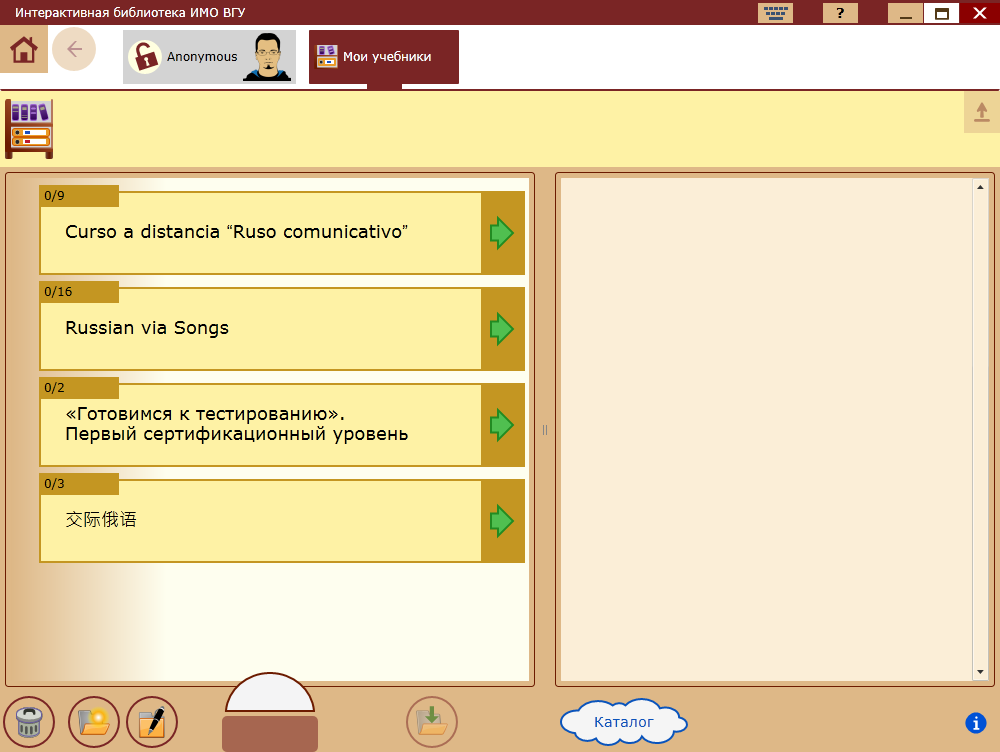 Интерактивная библиотека ИМО ВГУ
?
Anonymous
Мои учебники
0/9
Curso a distancia “Ruso comunicativo”
0/16
Russian via Songs
0/2
«Готовимся к тестированию».
Первый сертификационный уровень
0/3
交际俄语
Каталог
i